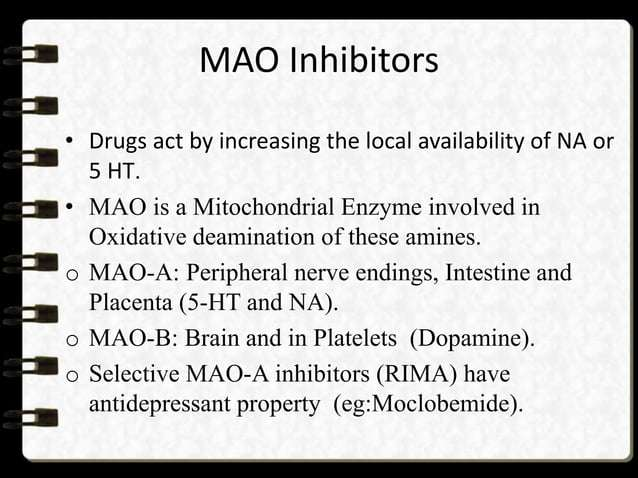 MAO Inhibitors
• Drugs act by increasing the local availability of NA or
5 HT.
• MAO is a Mitochondrial Enzyme involved in
Oxidative deamination of these amines.
o MAO-A: Peripheral nerve endings, Intestine and
Placenta (5-HT and NA).
o MAO-B: Brain and in Platelets (Dopamine).
o Selective MAO-A inhibitors (RIMA) have
antidepressant property (eg:Moclobemide).